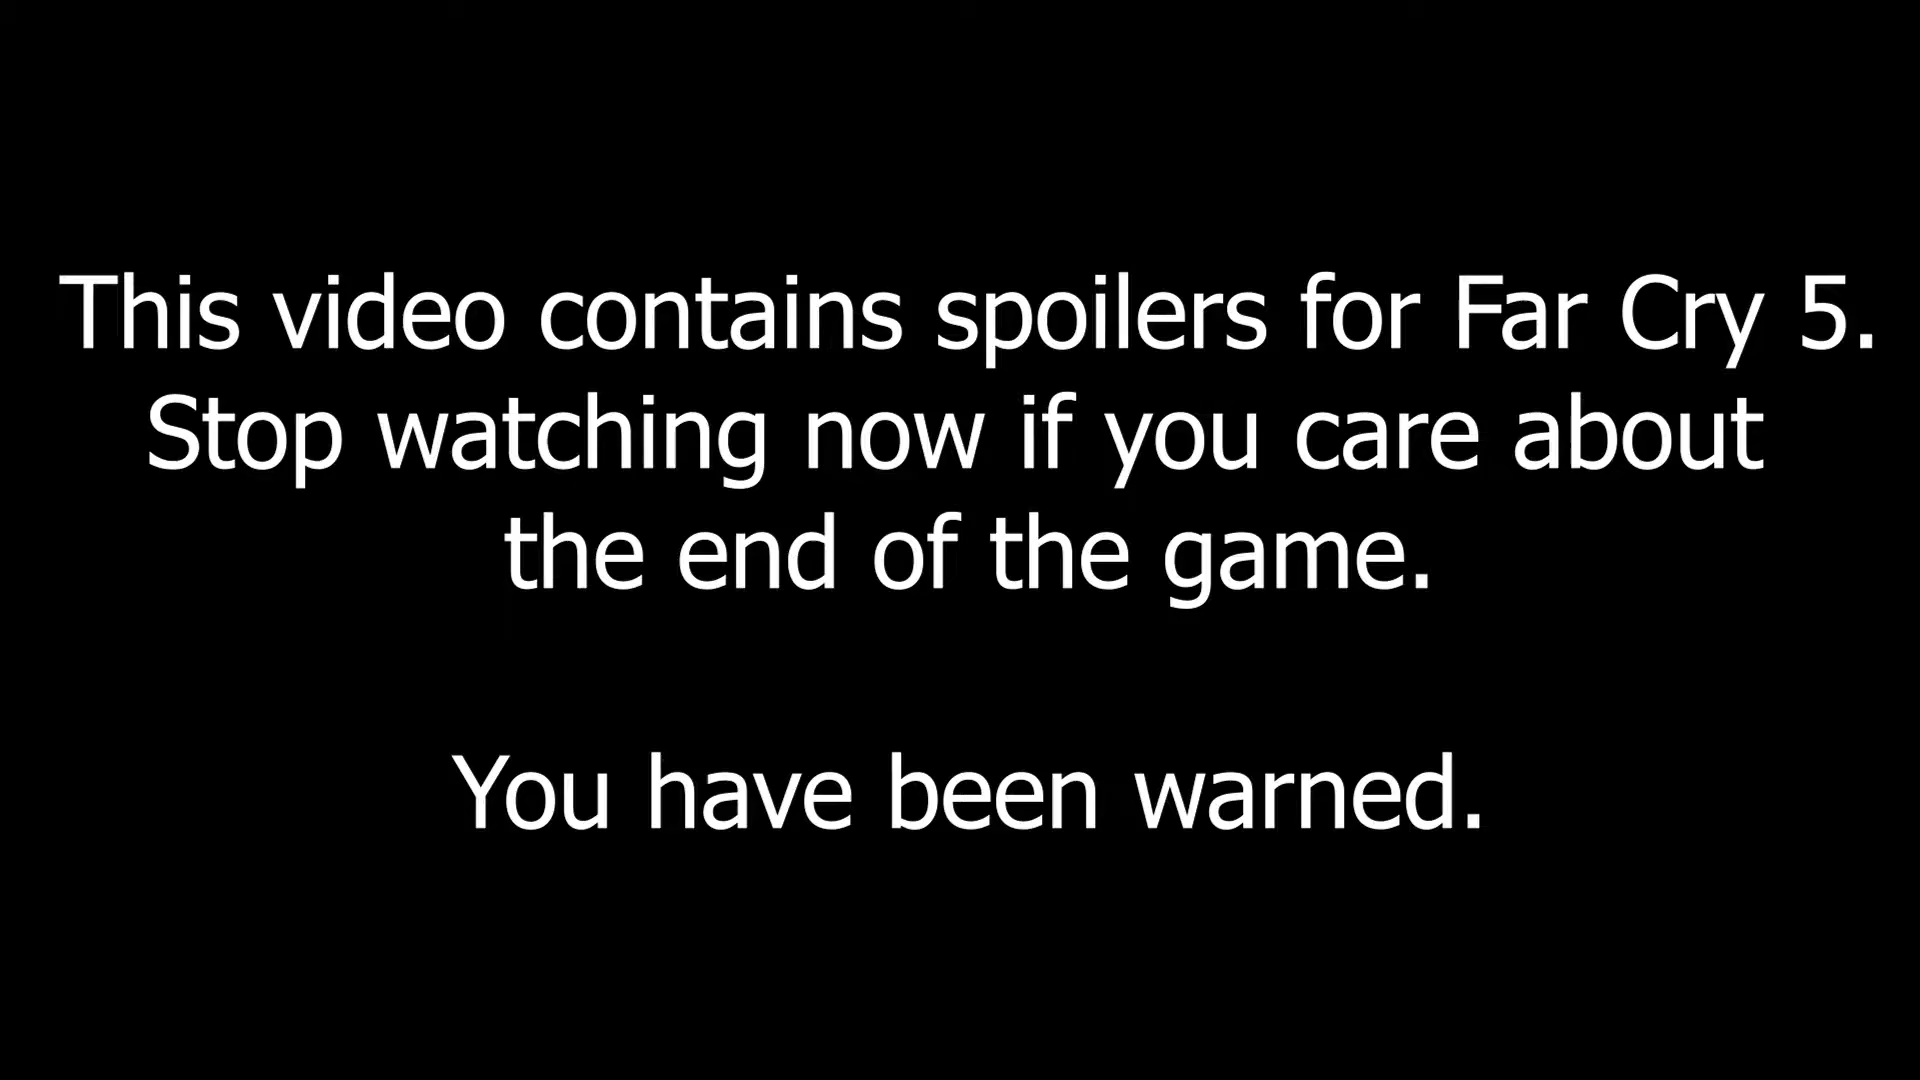 This video contains spoilers for Far Cry 5.
Stop watching now if you care about
the end of the game.
You have been warned.